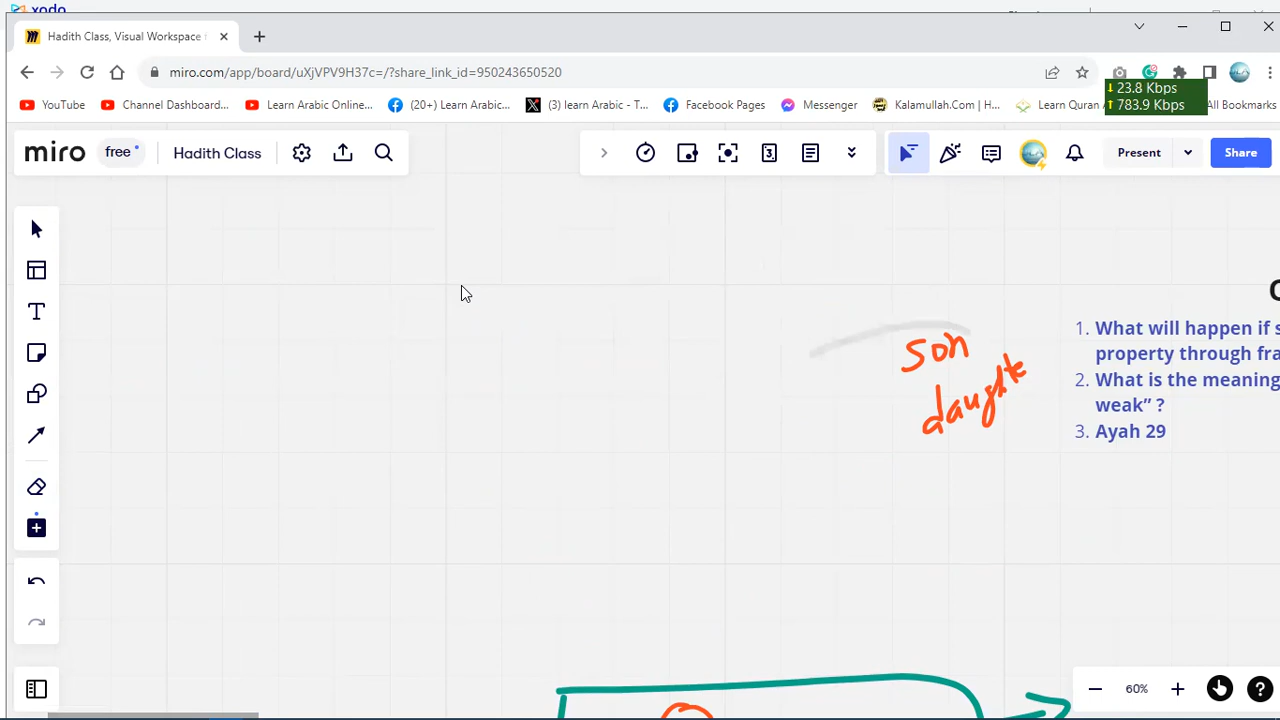 xodo
Hadith Class, Visual Workspace
miro.com/app/board/uXjVPV9H37c=/?share_link_id=950243650520
23.8 Kbps
783.9 Kbps
YouTube
Channel Dashboard...
Learn Arabic Online...
(20+) Learn Arabic...
(3) learn Arabic - T...
Facebook Pages
Messenger
Kalamullah.Com | H...
Learn Quran
All Bookmarks
miro
free
Hadith Class
3
Present
Share
son
daughte
1. What will happen if s
property through fra
2. What is the meaning
weak” ?
3. Ayah 29
60%